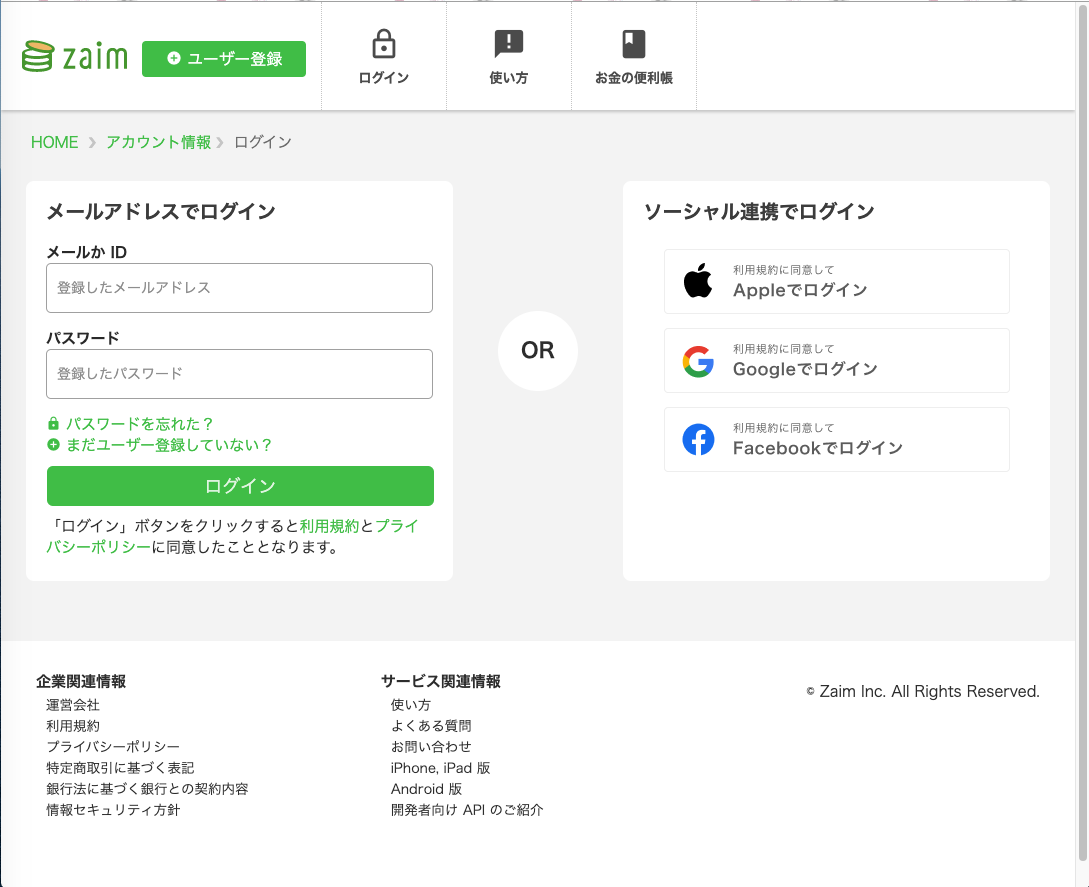 zaim
ユーザー登録
ログイン
使い方
お金の便利帳
HOME
アカウント情報
ログイン
メールアドレスでログイン
メールか ID
登録したメールアドレス
パスワード
登録したパスワード
パスワードを忘れた？
まだユーザー登録していない？
ログイン
「ログイン」ボタンをクリックすると利用規約とプライ
バシーポリシーに同意したこととなります。
OR
ソーシャル連携でログイン
利用規約に同意して
Appleでログイン
利用規約に同意して
Googleでログイン
利用規約に同意して
Facebookでログイン
企業関連情報
運営会社
利用規約
プライバシーポリシー
特定商取引に基づく表記
銀行法に基づく銀行との契約内容
情報セキュリティ方針
サービス関連情報
使い方
よくある質問
お問い合わせ
iPhone, iPad 版
Android 版
開発者向け API のご紹介
© Zaim Inc. All Rights Reserved.